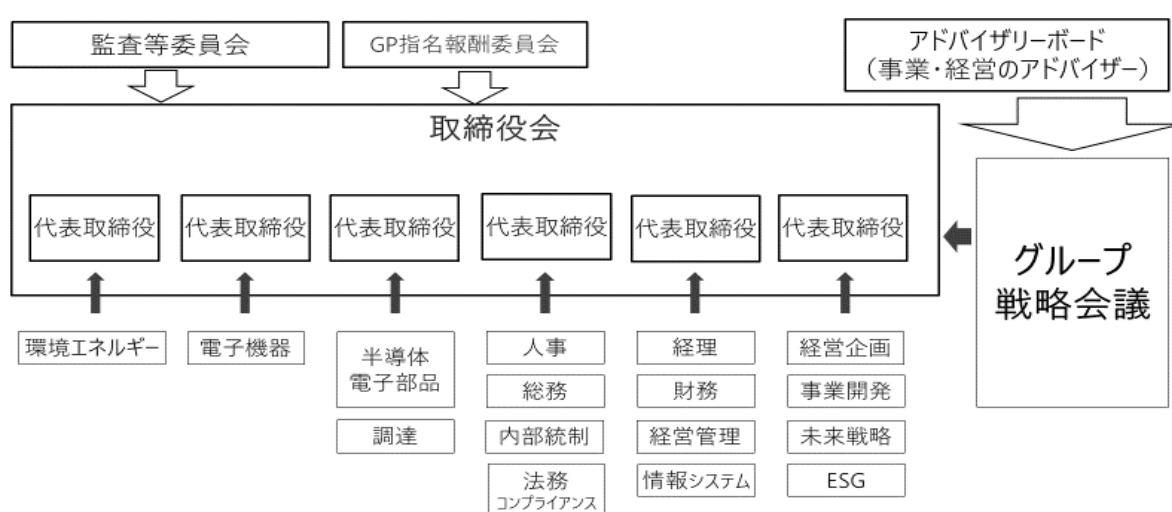 監査等委員会
GP指名報酬委員会
アドバイザリーボード
（事業・経営のアドバイザー）
取締役会
代表取締役
代表取締役
代表取締役
代表取締役
代表取締役
代表取締役
グループ
戦略会議
環境エネルギー
電子機器
半導体
電子部品
調達
人事
総務
内部統制
法務
コンプライアンス
経理
財務
経営管理
情報システム
経営企画
事業開発
未来戦略
ESG